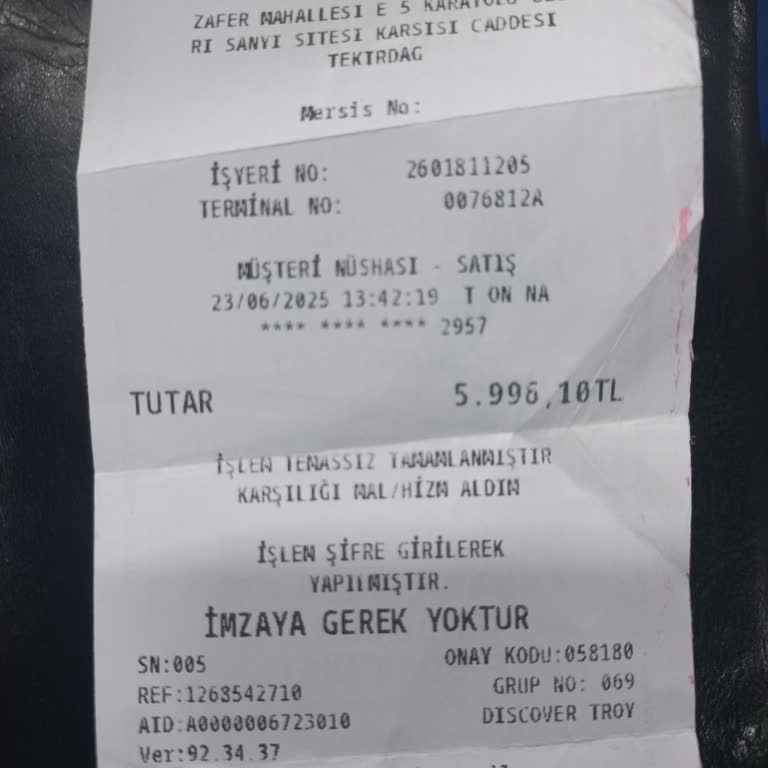 ZAFER MAHALLESI E 5 KARAYOLU
RI SANYI SITESI KARSISI CADDESI
TEKIRDAG
Mersis No:
İŞYERİ NO: 2601811205
TERMİNAL NO: 0076812A
MÜŞTERİ NÜSHASI - SATIŞ
23/06/2025 13:42:19 T ON NA
**** **** **** 2957
TUTAR 5.996,10TL
İŞLEM TEMASSIZ TAMAMLANMIŞTIR
KARŞILIĞI MAL/HİZM ALDIM
İŞLEM ŞİFRE GİRİLEREK
YAPILMIŞTIR.
İMZAYA GEREK YOKTUR
SN:005 ONAY KODU:058180
REF:1268542710 GRUP NO: 069
AID:A0000006723010 DISCOVER TROY
Ver:92.34.37